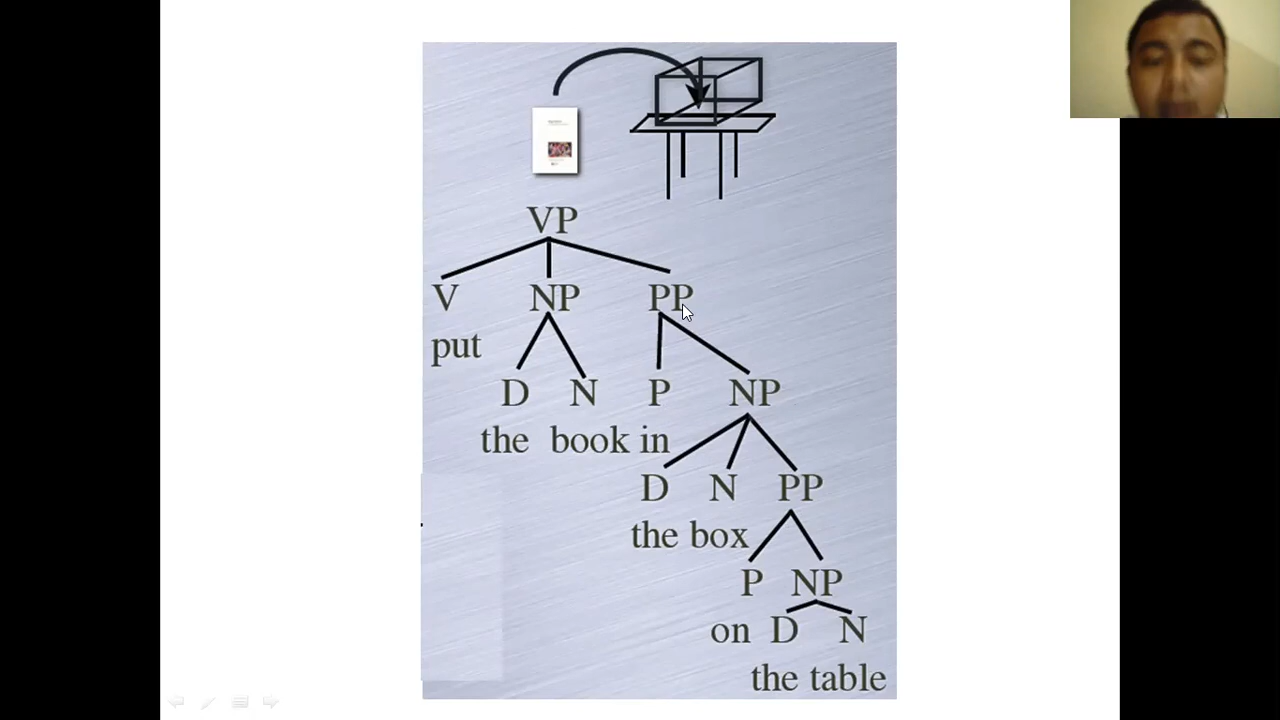 VP
V NP PP
put
D N P NP
the book in
D N PP
the box
P NP
on D N
the table